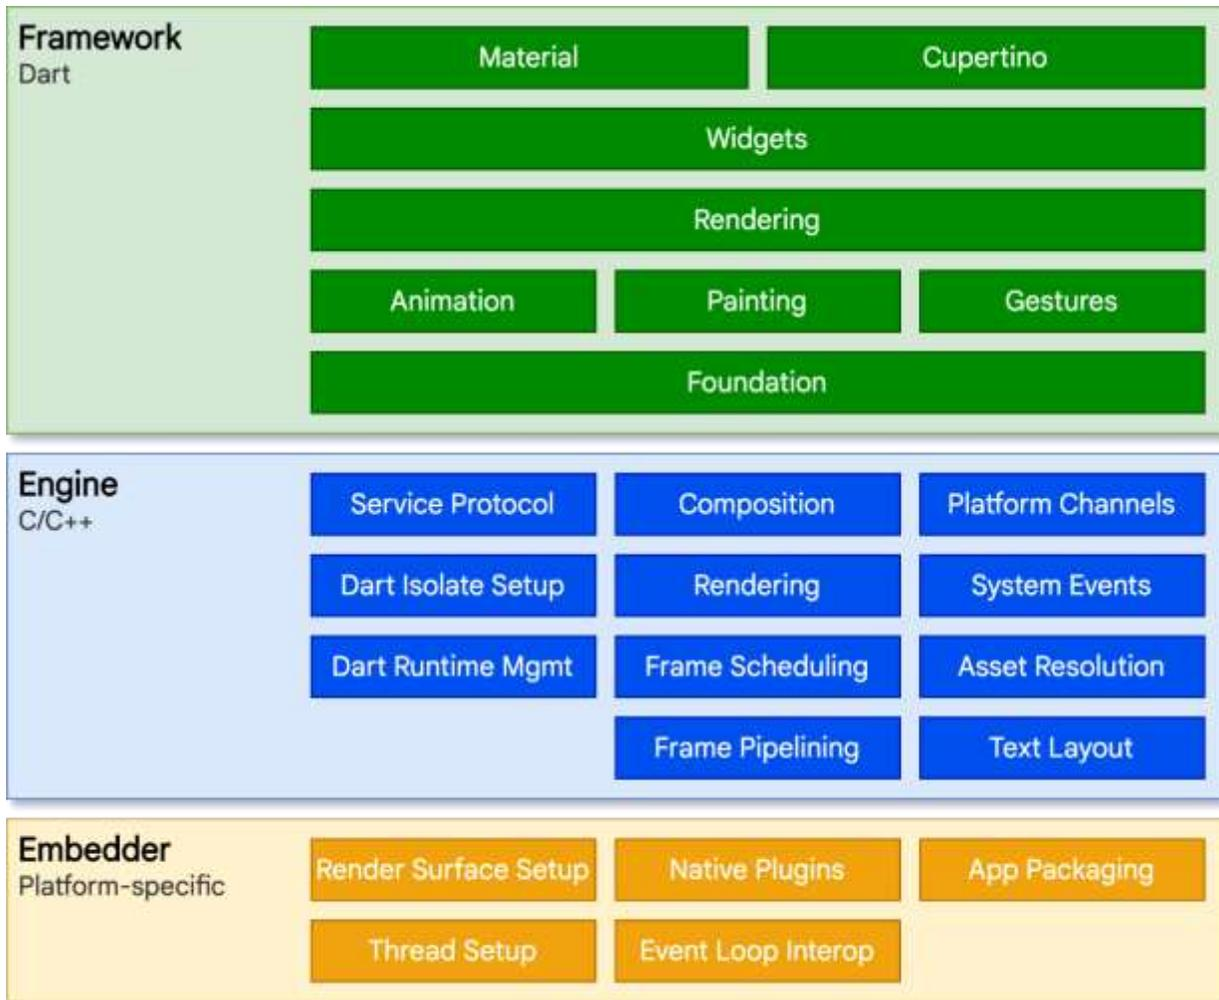 Framework
Dart
Material
Cupertino
Widgets
Rendering
Animation
Painting
Gestures
Foundation
Engine
C/C++
Service Protocol
Composition
Platform Channels
Dart Isolate Setup
Rendering
System Events
Dart Runtime Mgmt
Frame Scheduling
Asset Resolution
Frame Pipelining
Text Layout
Embedder
Platform-specific
Render Surface Setup
Native Plugins
App Packaging
Thread Setup
Event Loop Interop